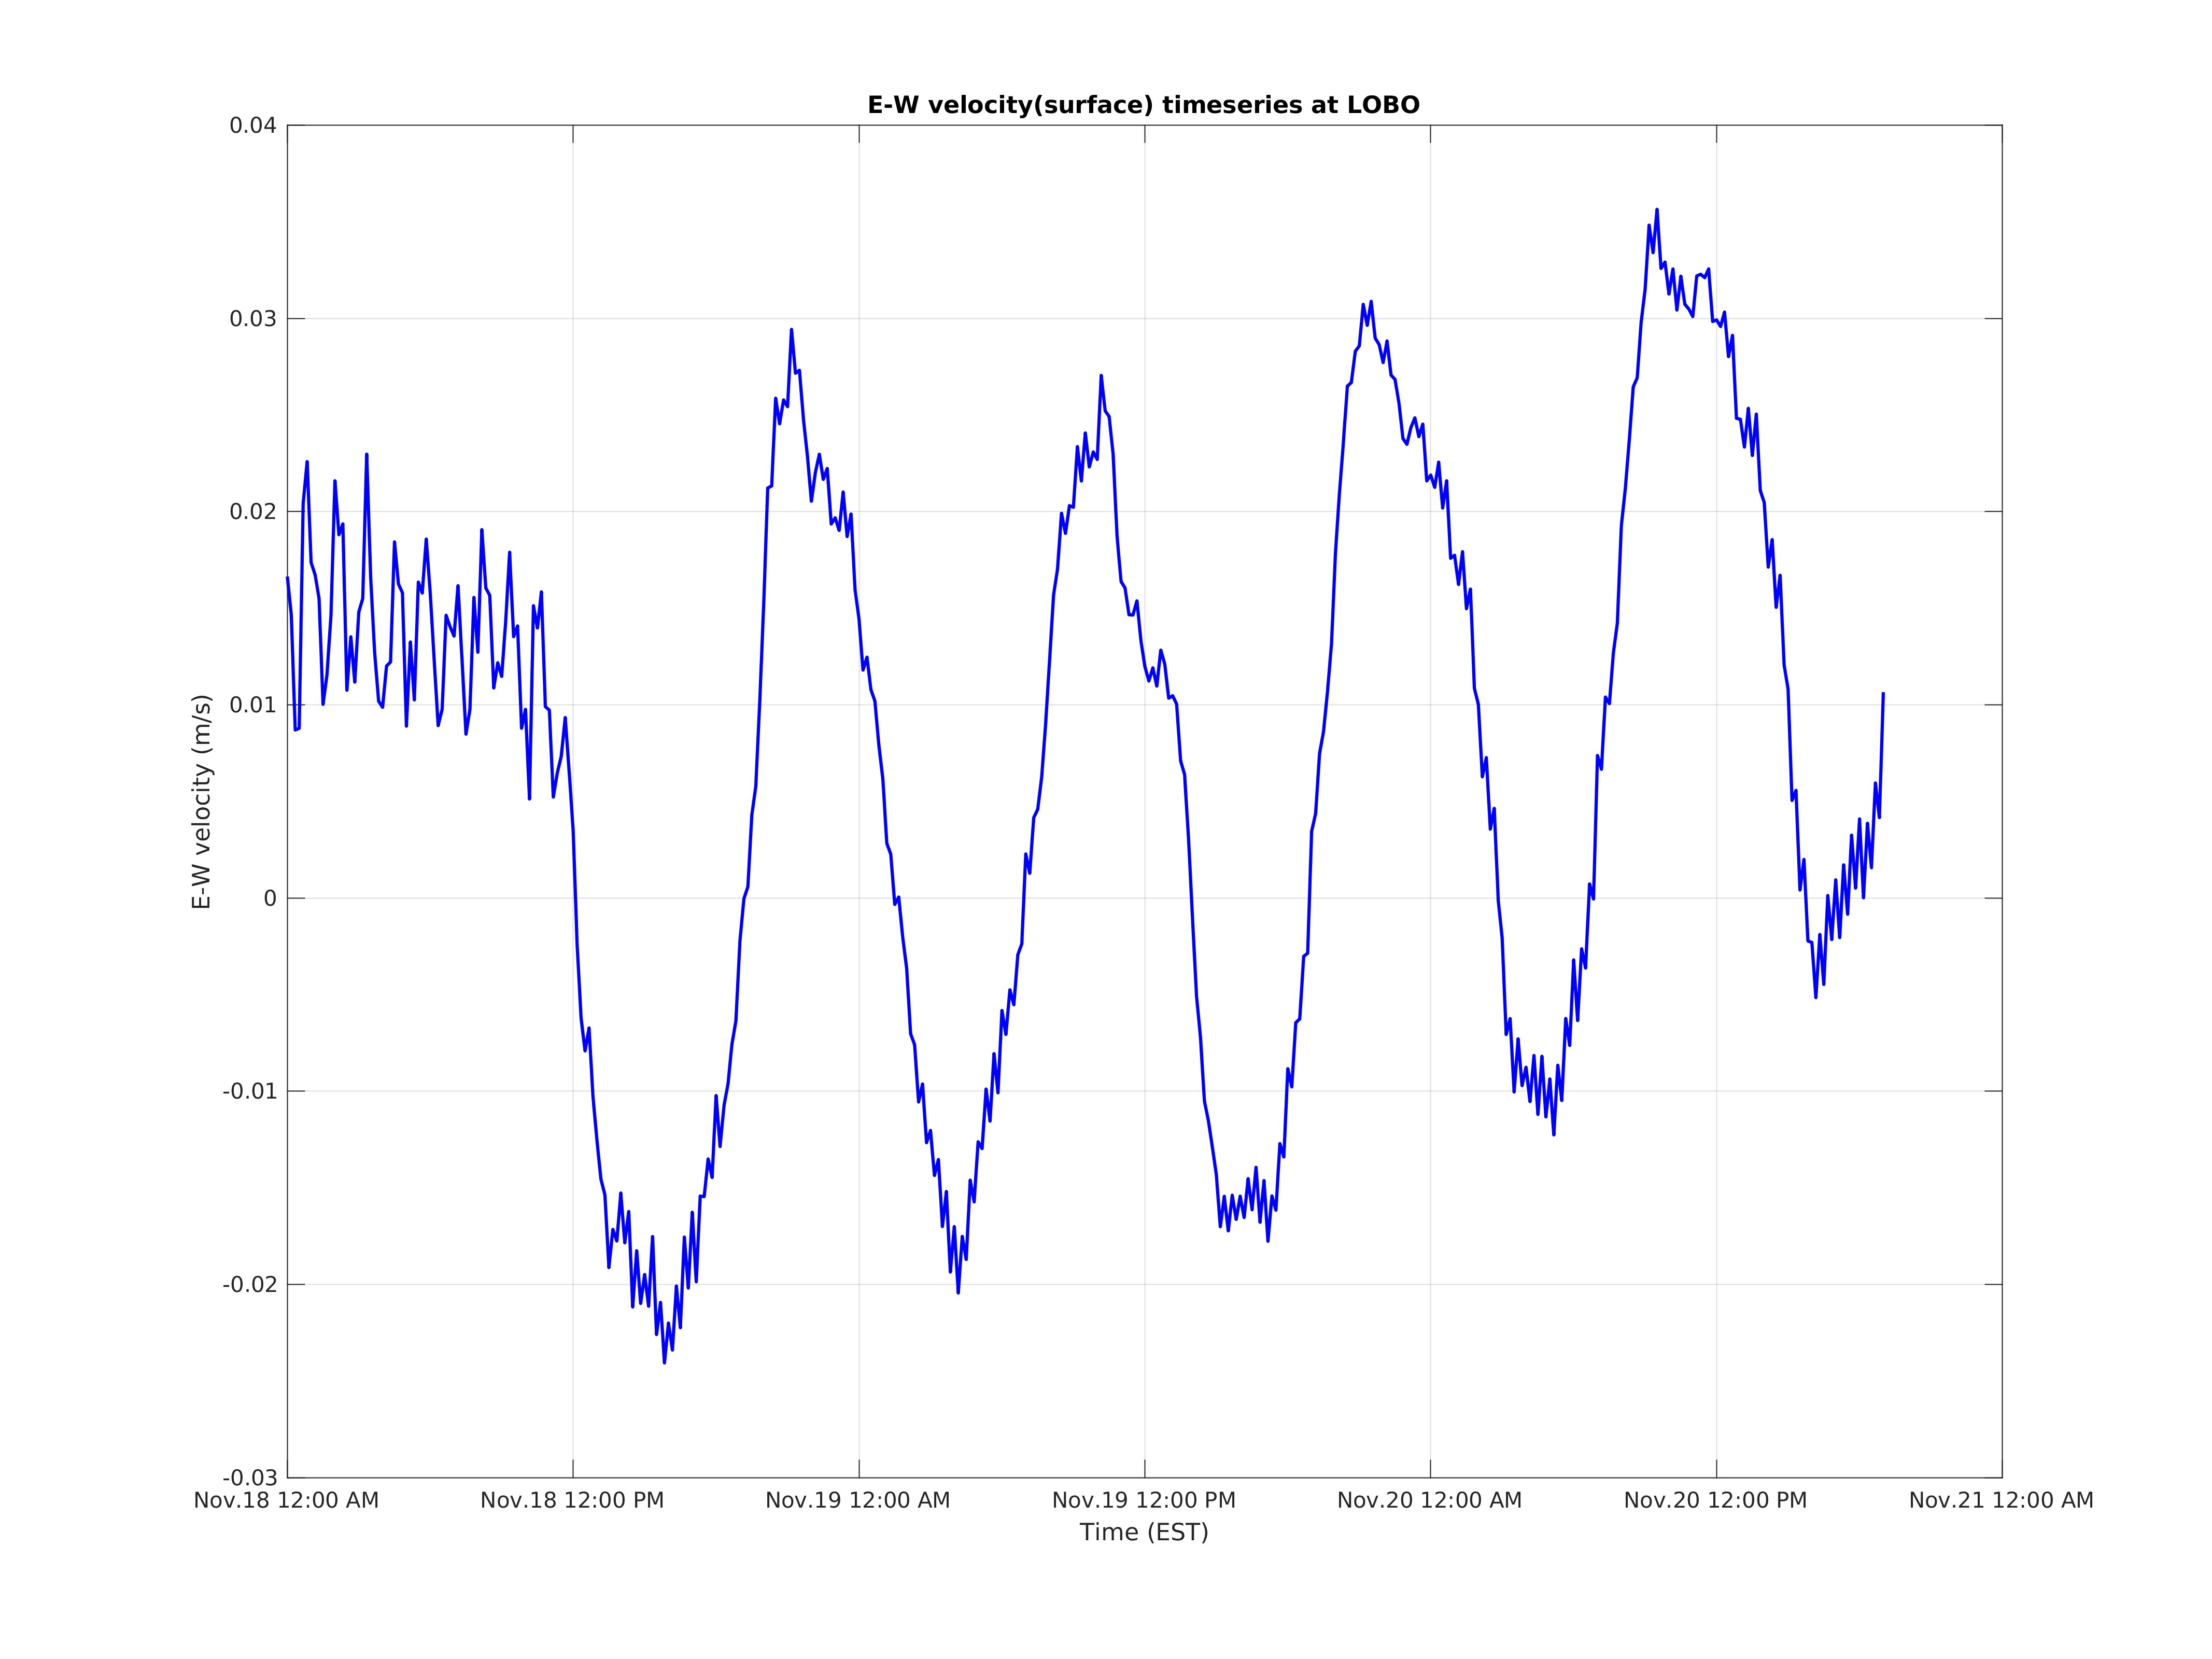 E-W velocity(surface) timeseries at LOBO
0.04
0.03
0.02
0.01
0
-0.01
-0.02
-0.03
E-W velocity (m/s)
Nov.18 12:00 AM
Nov.18 12:00 PM
Nov.19 12:00 AM
Nov.19 12:00 PM
Nov.20 12:00 AM
Nov.20 12:00 PM
Nov.21 12:00 AM
Time (EST)